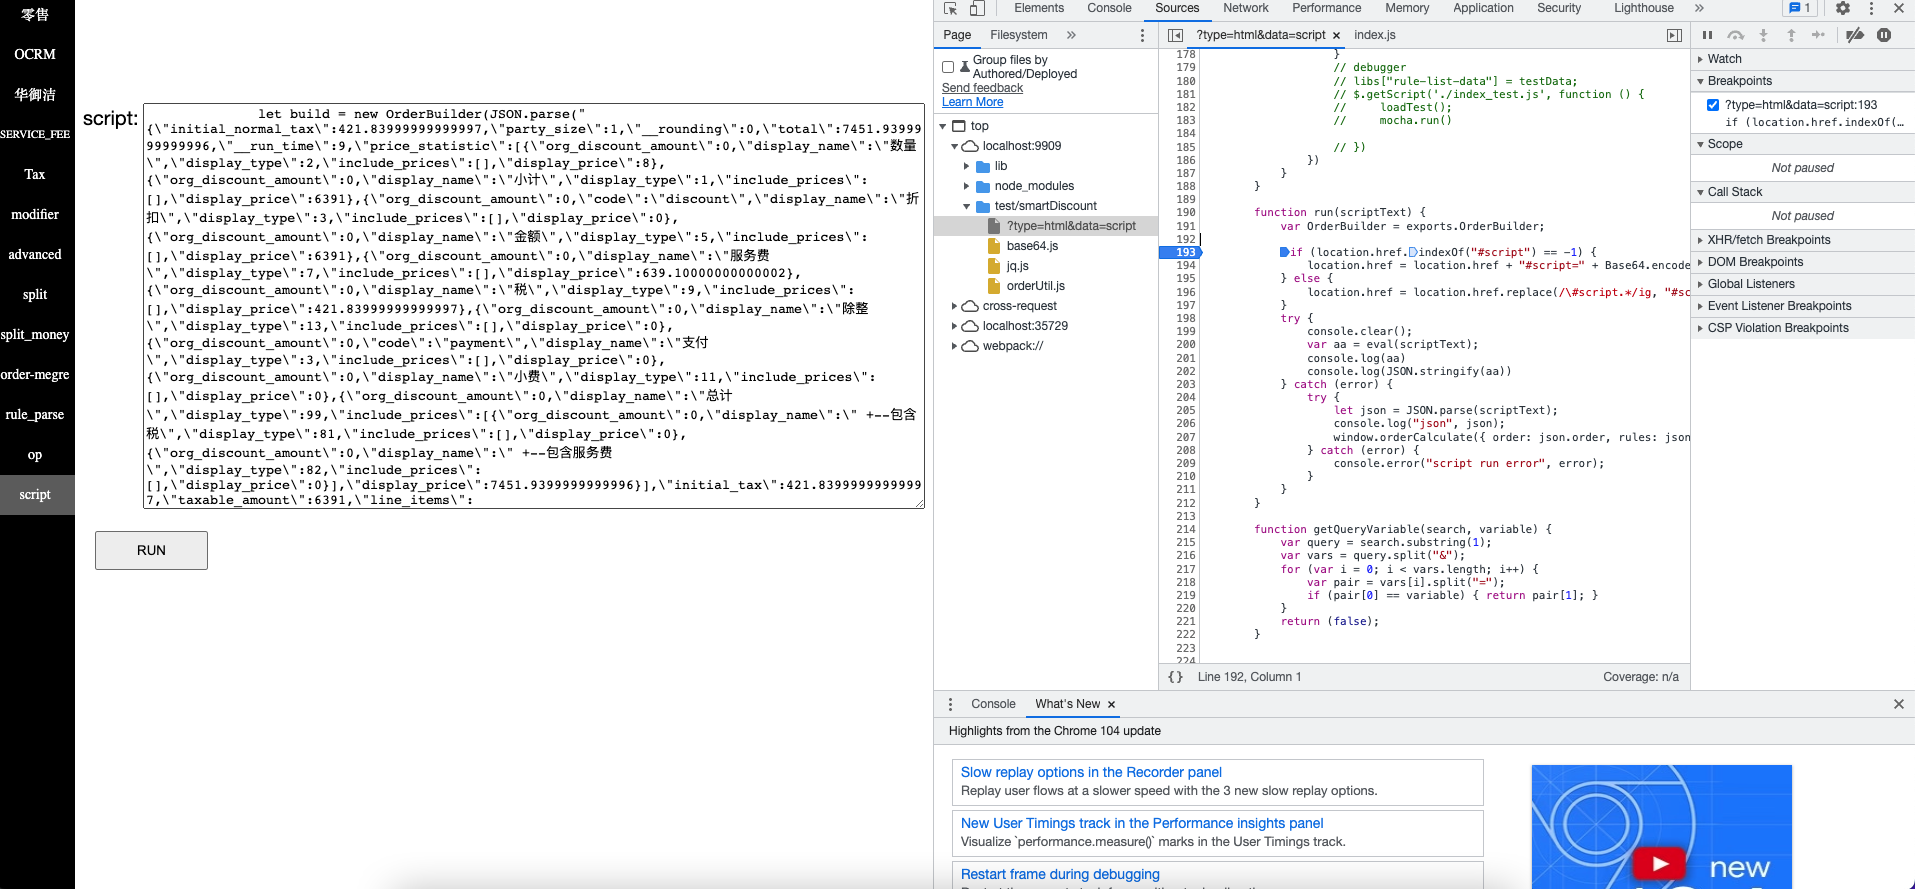 零售
OCRM
华御洁
SERVICE_FEE
Tax
modifier
advanced
split
split_money
order-megre
rule_parse
op
script
script:
let build = new OrderBuilder(JSON.parse("
{\"initial_normal_tax\":421.83999999999997,\"party_size\":1,\"__rounding\":0,\"total\":7451.93999
99999996,\"__run_time\":9,\"price_statistic\":[{\"org_discount_amount\":0,\"display_name\":\"数量
\",\"display_type\":2,\"include_prices\":[],\"display_price\":8},
{\"org_discount_amount\":0,\"display_name\":\"小计\",\"display_type\":1,\"include_prices\":
[],\"display_price\":6391},{\"org_discount_amount\":0,\"code\":\"discount\",\"display_name\":\"折
扣\",\"display_type\":3,\"include_prices\":[],\"display_price\":0},
{\"org_discount_amount\":0,\"display_name\":\"金额\",\"display_type\":5,\"include_prices\":
[],\"display_price\":6391},{\"org_discount_amount\":0,\"display_name\":\"服务费
\",\"display_type\":7,\"include_prices\":[],\"display_price\":639.10000000000002},
{\"org_discount_amount\":0,\"display_name\":\"税\",\"display_type\":9,\"include_prices\":
[],\"display_price\":421.83999999999997},{\"org_discount_amount\":0,\"display_name\":\"除整
\",\"display_type\":13,\"include_prices\":[],\"display_price\":0},
{\"org_discount_amount\":0,\"code\":\"payment\",\"display_name\":\"支付
\",\"display_type\":3,\"include_prices\":[],\"display_price\":0},
{\"org_discount_amount\":0,\"display_name\":\"小费\",\"display_type\":11,\"include_prices\":
[],\"display_price\":0},{\"org_discount_amount\":0,\"display_name\":\"总计
\",\"display_type\":99,\"include_prices\":[{\"org_discount_amount\":0,\"display_name\":\" +--包含
税\",\"display_type\":81,\"include_prices\":[],\"display_price\":0},
{\"org_discount_amount\":0,\"display_name\":\" +--包含服务费
\",\"display_type\":82,\"include_prices\":
[],\"display_price\":0}],\"display_price\":7451.9399999999996}],\"initial_tax\":421.8399999999999
7,\"taxable_amount\":6391,\"line_items\":
RUN
Elements Console Sources Network Performance Memory Application Security Lighthouse » 1
Page Filesystem »
Group files by
Authored/Deployed
Send feedback
Learn More
top
localhost:9909
lib
node_modules
test/smartDiscount
?type=html&data=script
base64.js
jq.js
orderUtil.js
cross-request
localhost:35729
webpack://
?type=html&data=script × index.js
178 }
179 // debugger
180 // libs["rule-list-data"] = testData;
181 // $.getScript('./index_test.js', function () {
182 // loadTest();
183 // mocha.run()
184
185 // })
186 })
187 }
188 }
189
190 function run(scriptText) {
191 var OrderBuilder = exports.OrderBuilder;
192
193 if (location.href.indexOf("#script") == -1) {
194 location.href = location.href + "#script=" + Base64.encode
195 } else {
196 location.href = location.href.replace(/\#script.*/ig, "#sc
197 }
198 try {
199 console.clear();
200 var aa = eval(scriptText);
201 console.log(aa)
202 console.log(JSON.stringify(aa))
203 } catch (error) {
204 try {
205 let json = JSON.parse(scriptText);
206 console.log("json", json);
207 window.orderCalculate({ order: json.order, rules: json
208 } catch (error) {
209 console.error("script run error", error);
210 }
211 }
212 }
213
214 function getQueryVariable(search, variable) {
215 var query = search.substring(1);
216 var vars = query.split("&");
217 for (var i = 0; i < vars.length; i++) {
218 var pair = vars[i].split("=");
219 if (pair[0] == variable) { return pair[1]; }
220 }
221 return (false);
222 }
223
224
{} Line 192, Column 1 Coverage: n/a
Watch
Breakpoints
?type=html&data=script:193
if (location.href.indexOf(…
Scope
Not paused
Call Stack
Not paused
XHR/fetch Breakpoints
DOM Breakpoints
Global Listeners
Event Listener Breakpoints
CSP Violation Breakpoints
Console What's New ×
Highlights from the Chrome 104 update
Slow replay options in the Recorder panel
Replay user flows at a slower speed with the 3 new slow replay options.
New User Timings track in the Performance insights panel
Visualize `performance.measure()` marks in the User Timings track.
Restart frame during debugging
new